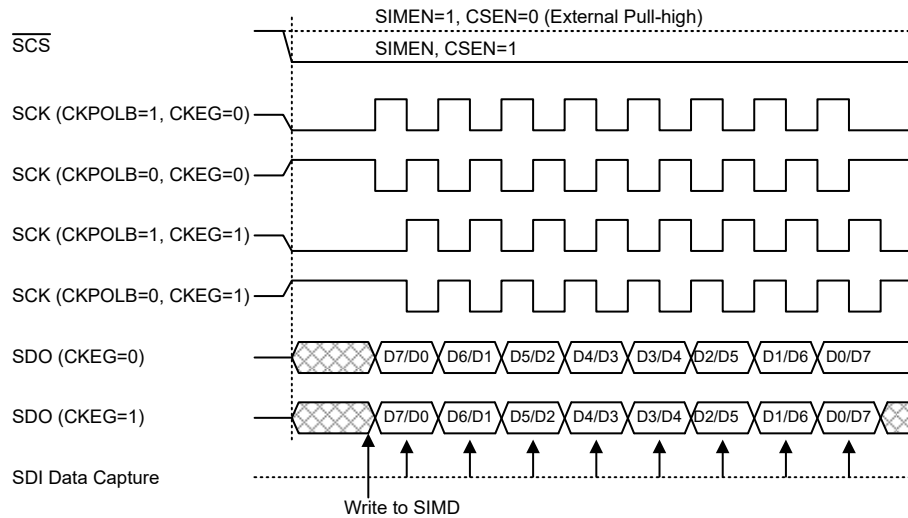 SIMEN=1, CSEN=0 (External Pull-high)
SCS
SIMEN, CSEN=1
SCK (CKPOLB=1, CKEG=0)
SCK (CKPOLB=0, CKEG=0)
SCK (CKPOLB=1, CKEG=1)
SCK (CKPOLB=0, CKEG=1)
SDO (CKEG=0) D7/D0 D6/D1 D5/D2 D4/D3 D3/D4 D2/D5 D1/D6 D0/D7
SDO (CKEG=1) D7/D0 D6/D1 D5/D2 D4/D3 D3/D4 D2/D5 D1/D6 D0/D7
SDI Data Capture
Write to SIMD